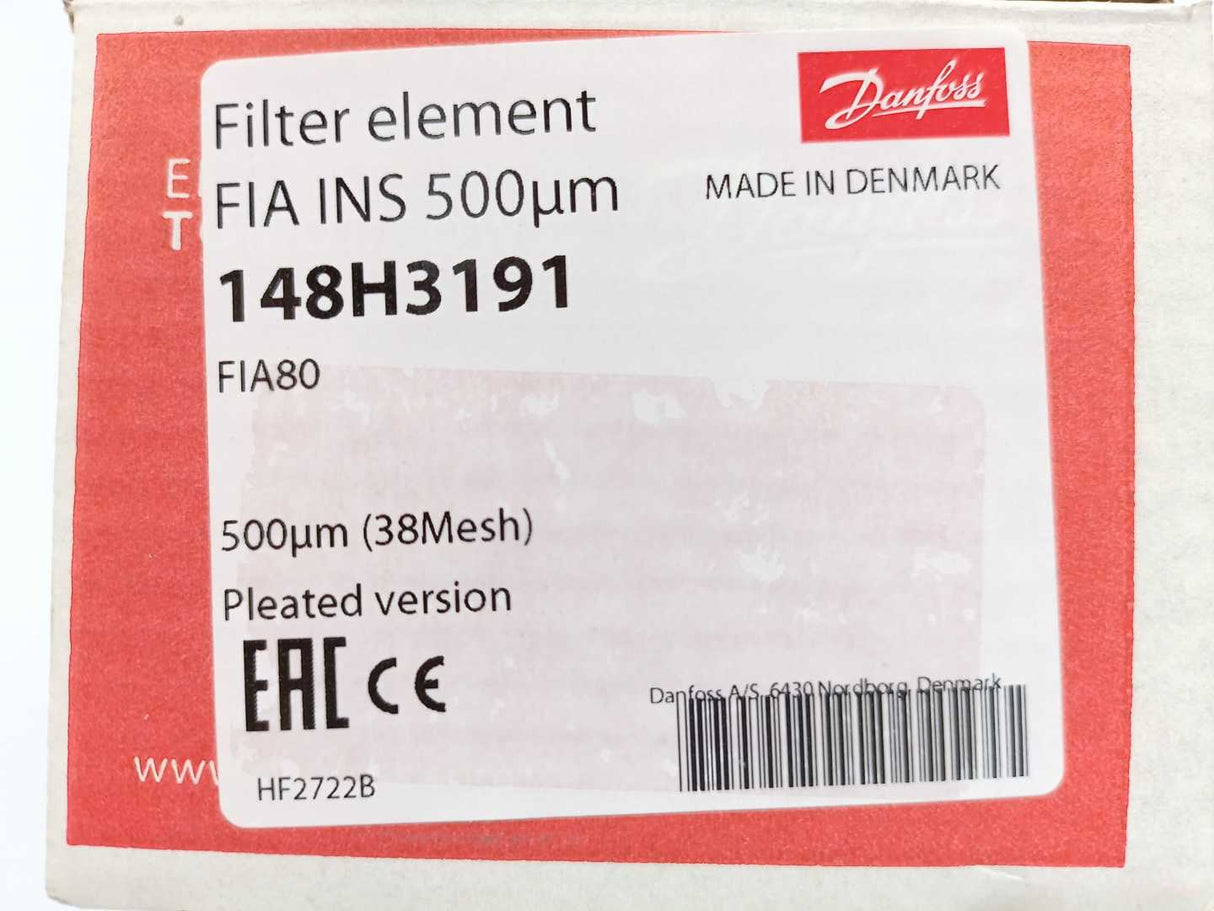 Filter element
Danfoss
FIA INS 500µm
MADE IN DENMARK
148H3191
FIA80
500µm (38Mesh)
Pleated version
EAC CE
Danfoss A/S, 6430 Nordborg, Denmark
HF2722B
www